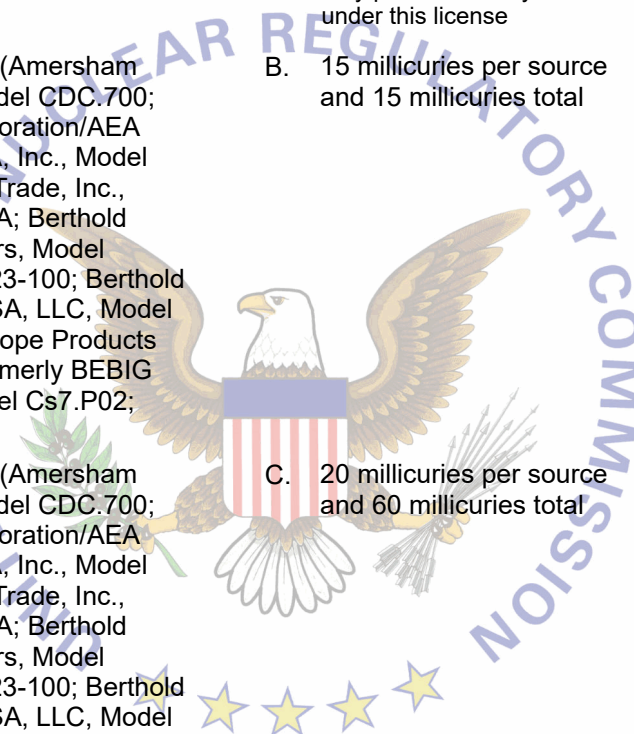 under this license
(Amersham
B. 15 millicuries per source
del CDC.700;
and 15 millicuries total
oration/AEA
, Inc., Model
Trade, Inc.,
A; Berthold
rs, Model
23-100; Berthold
SA, LLC, Model
ope Products
merly BEBIG
el Cs7.P02;
(Amersham
C. 20 millicuries per source
del CDC.700;
and 60 millicuries total
oration/AEA
, Inc., Model
Trade, Inc.,
A; Berthold
rs, Model
23-100; Berthold
SA, LLC, Model
NUCLEAR REGULATORY COMMISSION